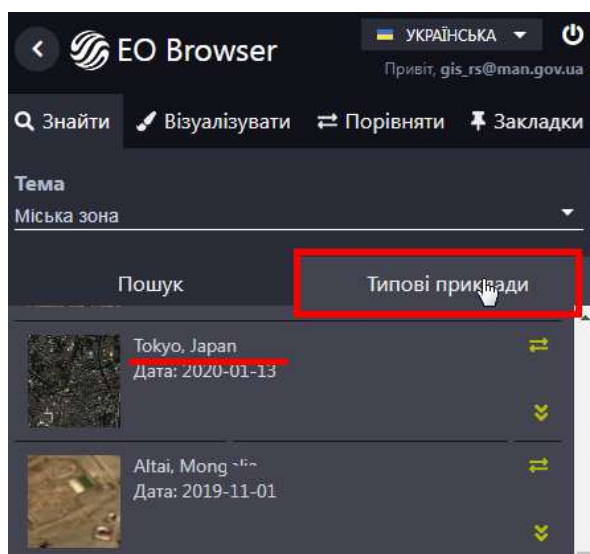 EO Browser
УКРАЇНСЬКА
Привіт, gis_rs@man.gov.ua
Знайти Візуалізувати Порівняти Закладки
Тема
Міська зона
Пошук Типові приклади
Tokyo, Japan
Дата: 2020-01-13
Altai,
Дата: 2019-11-01